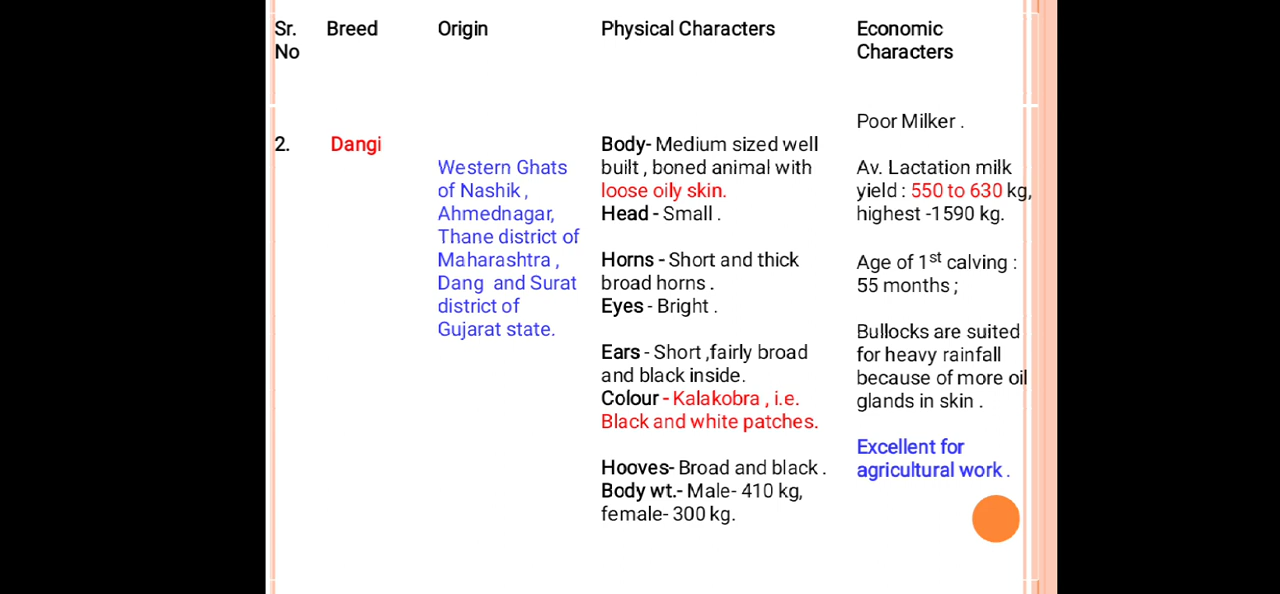 Sr. No
Breed
Origin
Physical Characters
Economic Characters
2.
Dangi
Western Ghats
of Nashik ,
Ahmednagar,
Thane district of
Maharashtra ,
Dang and Surat
district of
Gujarat state.
Body- Medium sized well
built , boned animal with
loose oily skin.
Head - Small .
Horns - Short and thick
broad horns .
Eyes - Bright .
Ears - Short ,fairly broad
and black inside.
Colour - Kalakobra , i.e.
Black and white patches.
Hooves- Broad and black .
Body wt.- Male- 410 kg,
female- 300 kg.
Poor Milker .
Av. Lactation milk
yield : 550 to 630 kg,
highest -1590 kg.
Age of 1st calving :
55 months ;
Bullocks are suited
for heavy rainfall
because of more oil
glands in skin .
Excellent for
agricultural work .